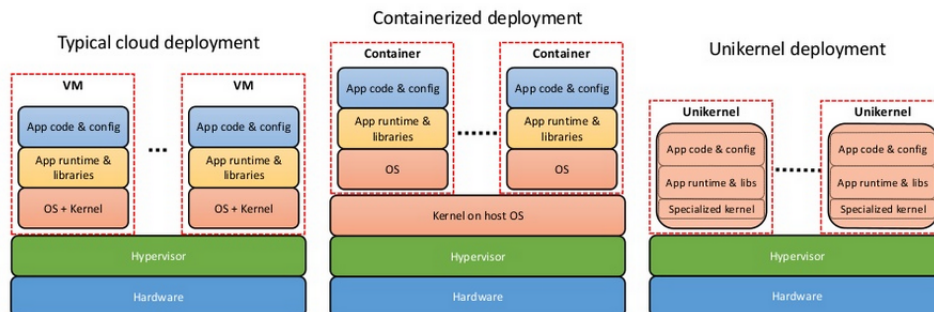 Typical cloud deployment
VM
App code & config
App runtime &
libraries
OS + Kernel
...
VM
App code & config
App runtime &
libraries
OS + Kernel
Hypervisor
Hardware
Containerized deployment
Container
App code & config
App runtime &
libraries
OS
......
Container
App code & config
App runtime &
libraries
OS
Kernel on host OS
Hypervisor
Hardware
Unikernel deployment
Unikernel
App code & config
App runtime & libs
Specialized kernel
........
Unikernel
App code & config
App runtime & libs
Specialized kernel
Hypervisor
Hardware